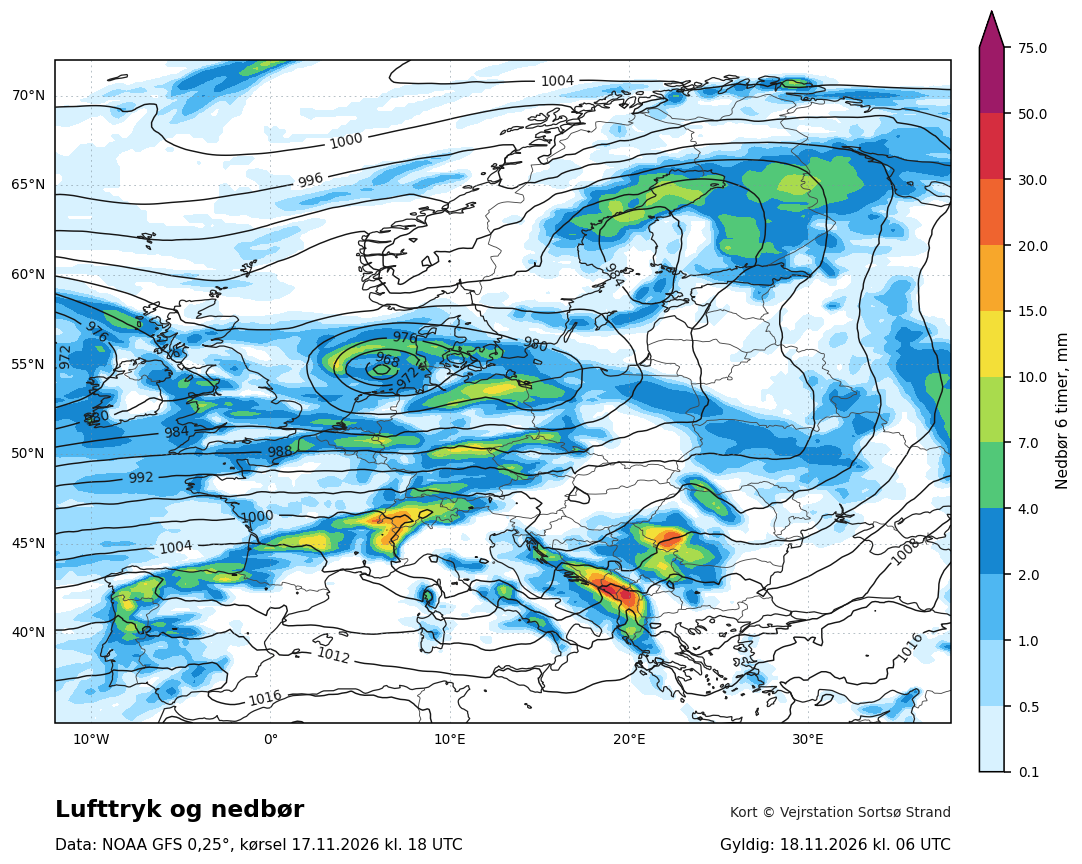 75.0
50.0
30.0
20.0
15.0
10.0
7.0
4.0
2.0
1.0
0.5
0.1
Nedbør 6 timer, mm
70°N
65°N
60°N
55°N
50°N
45°N
40°N
10°W
0°
10°E
20°E
30°E
1004
1000
996
984
976
972
976
968
972
980
980
984
988
992
1000
1004
1008
1012
1016
1016
Lufttryk og nedbør
Kort © Vejrstation Sortsø Strand
Data: NOAA GFS 0,25°, kørsel 17.11.2026 kl. 18 UTC
Gyldig: 18.11.2026 kl. 06 UTC